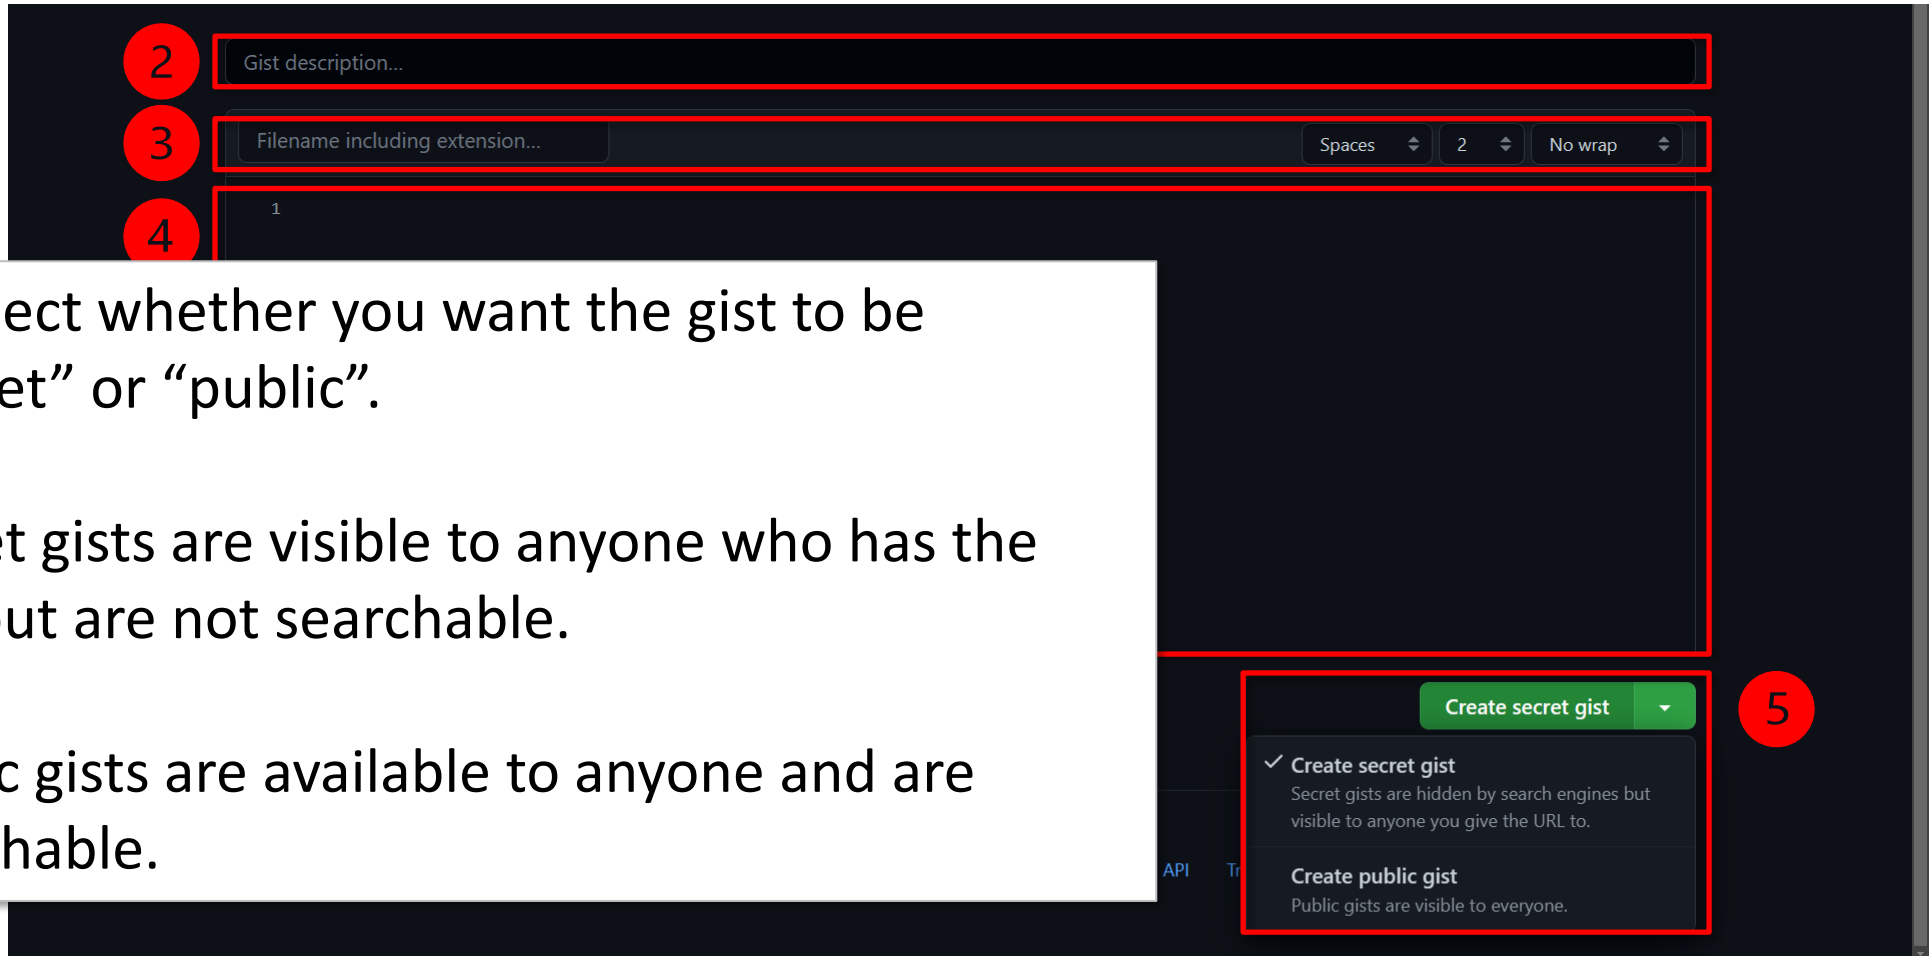 2
Gist description...
3
Filename including extension...
Spaces
2
No wrap
4
1
ect whether you want the gist to be
et” or “public”.
t gists are visible to anyone who has the
ut are not searchable.
c gists are available to anyone and are
hable.
Create secret gist
5
Create secret gist
Secret gists are hidden by search engines but
visible to anyone you give the URL to.
API
Tr
Create public gist
Public gists are visible to everyone.